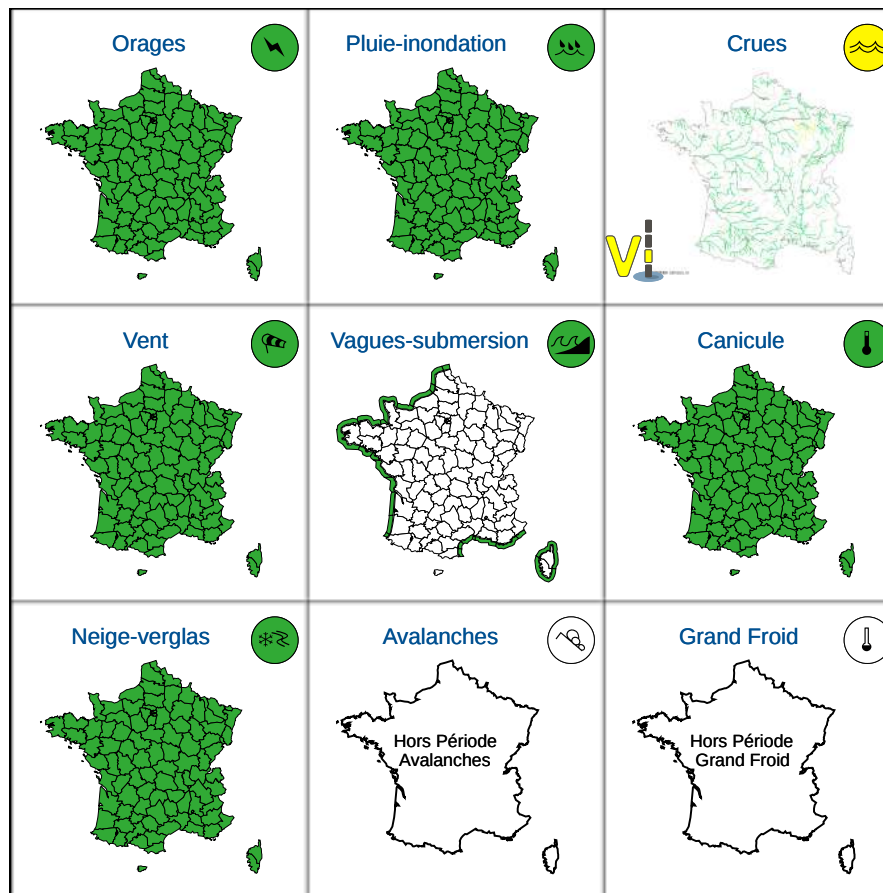 Orages
Pluie-inondation
Crues
Vi
Vent
Vagues-submersion
Canicule
Neige-verglas
Avalanches
Grand Froid
Hors Période
Avalanches
Hors Période
Grand Froid